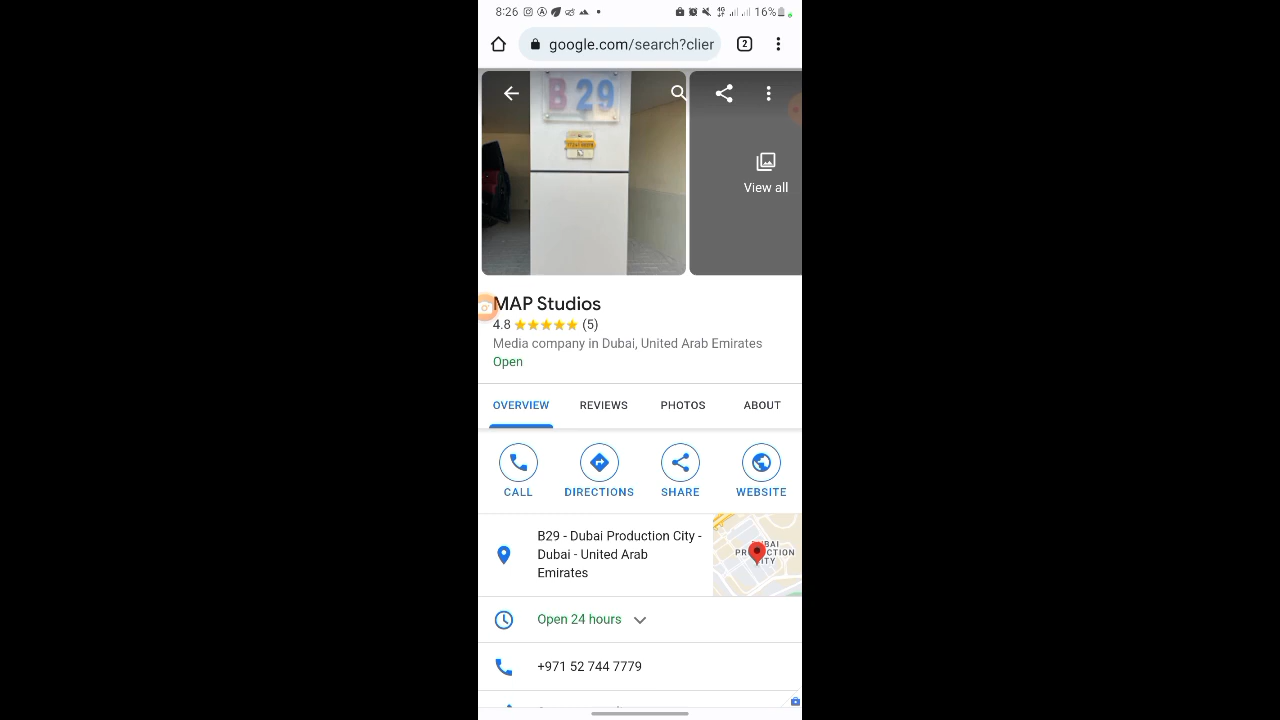 8:26
16%
google.com/search?clier
2
B 29
View all
MAP Studios
4.8 (5)
Media company in Dubai, United Arab Emirates
Open
OVERVIEW REVIEWS PHOTOS ABOUT
CALL DIRECTIONS SHARE WEBSITE
B29 - Dubai Production City -
Dubai - United Arab
Emirates
Open 24 hours
+971 52 744 7779